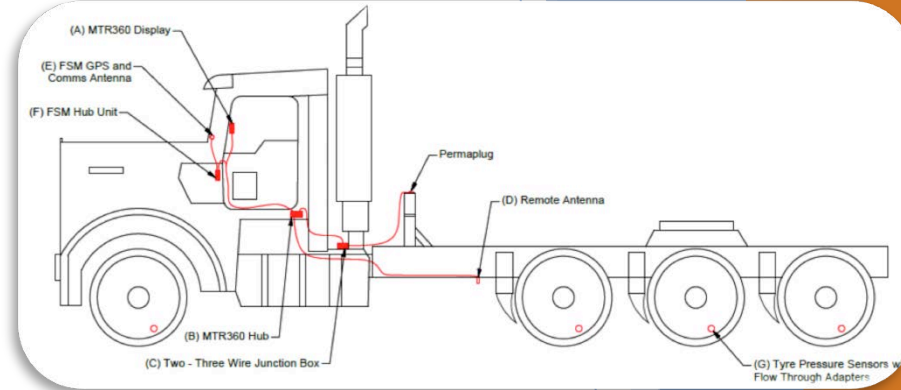 (A) MTR360 Display
(E) FSM GPS and
Comms Antenna
(F) FSM Hub Unit
Permaplug
(D) Remote Antenna
(B) MTR360 Hub
(C) Two - Three Wire Junction Box
(G) Tyre Pressure Sensors
Flow Through Adapters